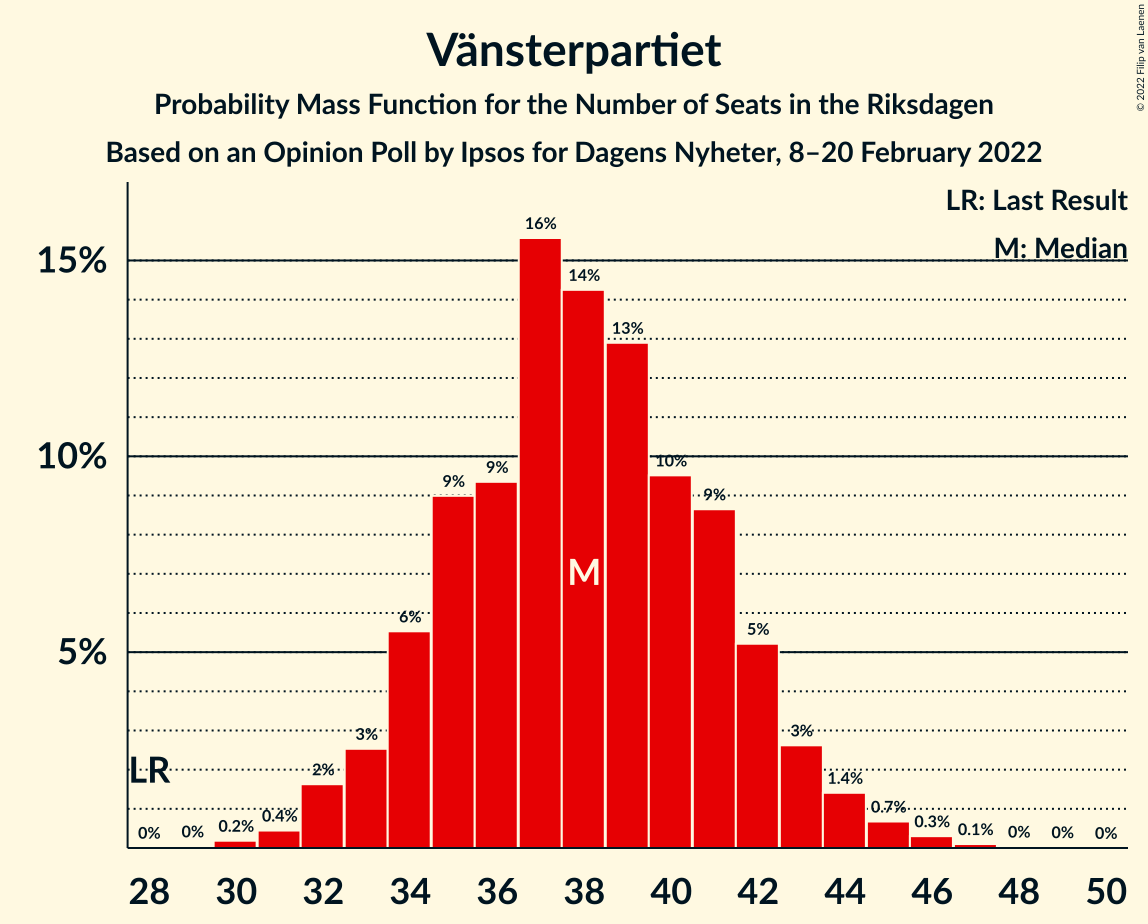 Vänsterpartiet
Probability Mass Function for the Number of Seats in the Riksdagen
Based on an Opinion Poll by Ipsos for Dagens Nyheter, 8–20 February 2022
© 2022 Filip van Laenen
LR: Last Result
M: Median
15%
10%
5%
LR
0%
0%
0.2%
0.4%
2%
3%
6%
9%
9%
16%
14%
13%
10%
9%
5%
3%
1.4%
0.7%
0.3%
0.1%
0%
0%
0%
M
28 30 32 34 36 38 40 42 44 46 48 50